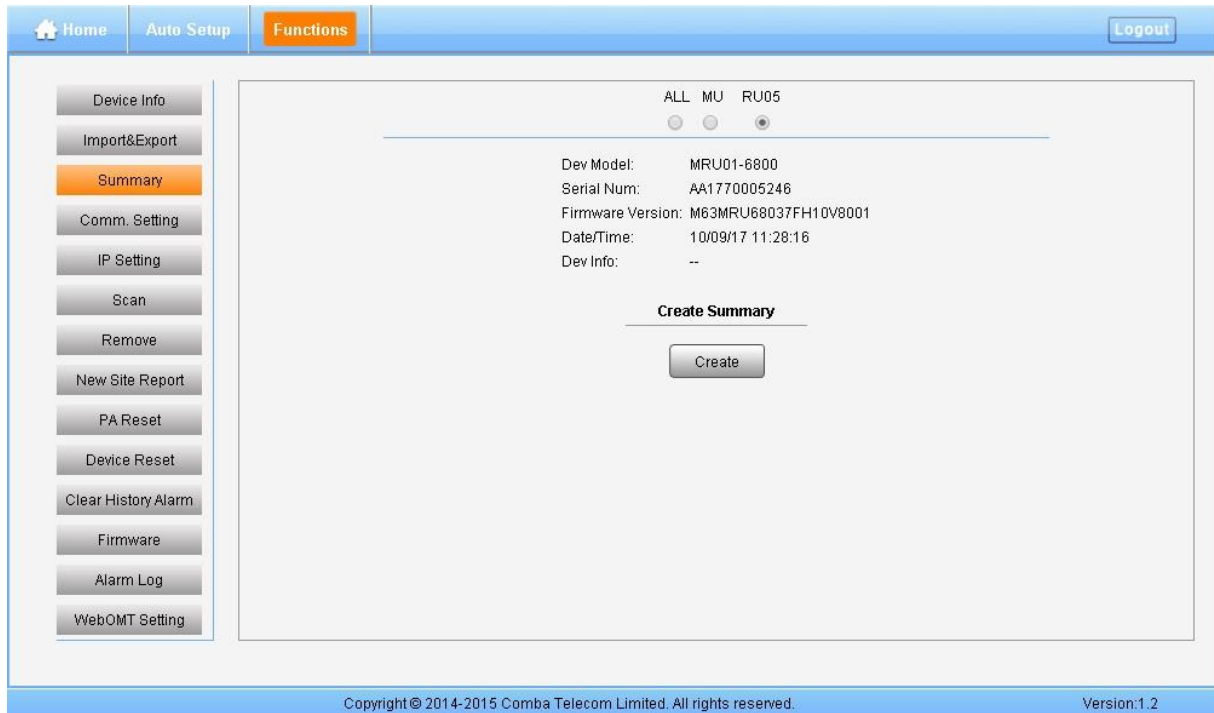 Home Auto Setup Functions Logout
Device Info
Import&Export
Summary
Comm. Setting
IP Setting
Scan
Remove
New Site Report
PA Reset
Device Reset
Clear History Alarm
Firmware
Alarm Log
WebOMT Setting
ALL MU RU05
Dev Model: MRU01-6800
Serial Num: AA1770005246
Firmware Version: M63MRU68037FH10V8001
Date/Time: 10/09/17 11:28:16
Dev Info: --
Create Summary
Create
Copyright © 2014-2015 Comba Telecom Limited. All rights reserved. Version:1.2